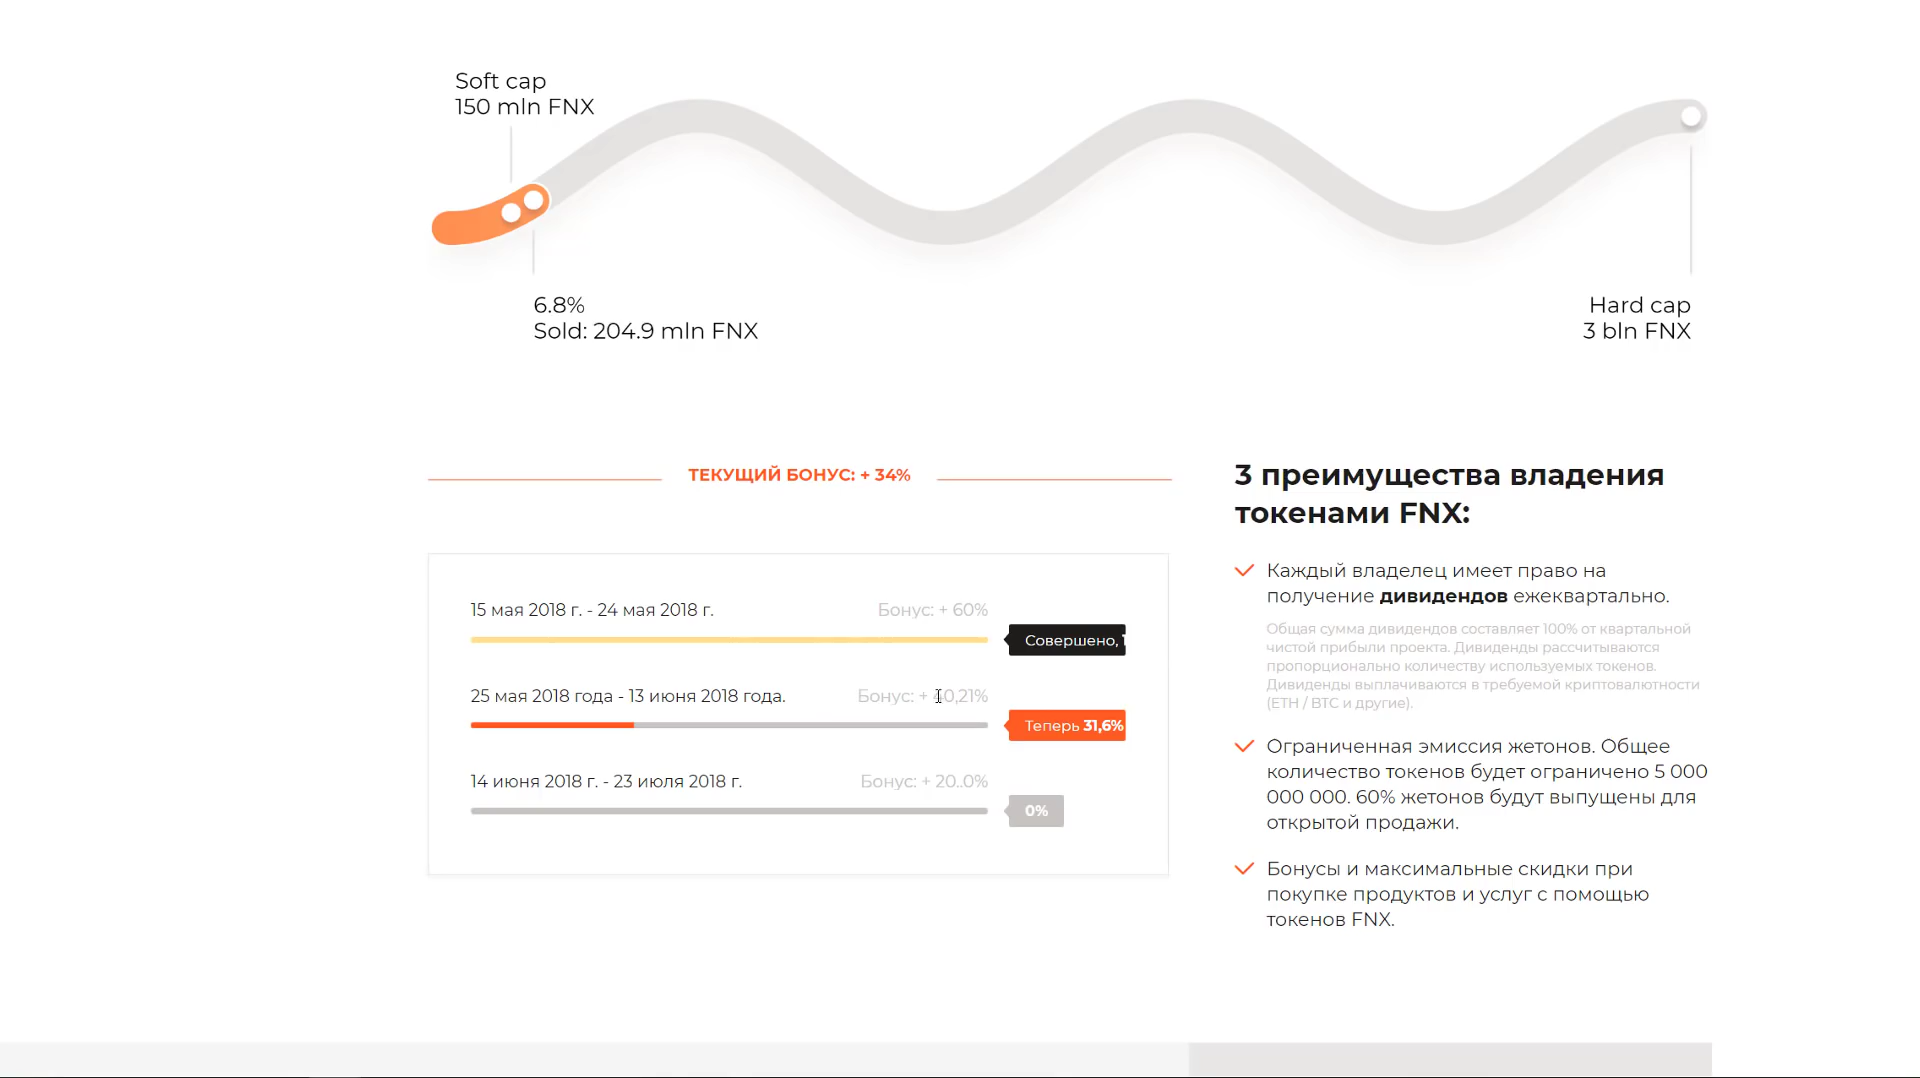 Soft cap
150 mln FNX
6.8%
Sold: 204.9 mln FNX
Hard cap
3 bln FNX
ТЕКУЩИЙ БОНУС: + 34%
15 мая 2018 г. - 24 мая 2018 г.
Бонус: + 60%
Совершено,
25 мая 2018 года - 13 июня 2018 года.
Бонус: + 40,21%
Теперь 31,6%
14 июня 2018 г. - 23 июля 2018 г.
Бонус: + 20..0%
0%
3 преимущества владения
токенами FNX:
Каждый владелец имеет право на
получение дивидендов ежеквартально.
Общая сумма дивидендов составляет 100% от квартальной
чистой прибыли проекта. Дивиденды рассчитываются
пропорционально количеству используемых токенов.
Дивиденды выплачиваются в требуемой криптовалютности
(ETH / BTC и другие).
Ограниченная эмиссия жетонов. Общее
количество токенов будет ограничено 5 000
000 000. 60% жетонов будут выпущены для
открытой продажи.
Бонусы и максимальные скидки при
покупке продуктов и услуг с помощью
токенов FNX.